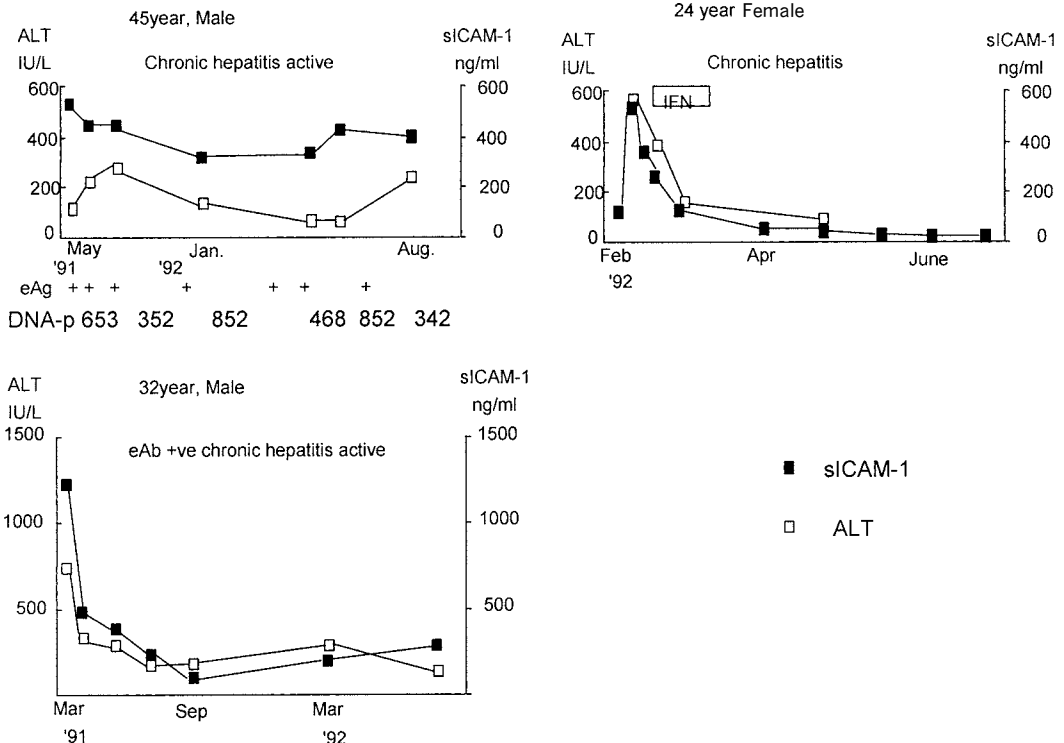 45year, Male
ALT
sICAM-1
IU/L
Chronic hepatitis active
ng/ml
600
600
400
400
200
200
0
0
May
Jan.
Aug.
'91
'92
eAg + + + + + + +
DNA-p 653 352 852 468 852 342
24 year Female
ALT
sICAM-1
IU/L
Chronic hepatitis
ng/ml
600
IFN
600
400
400
200
200
0
0
Feb
Apr
June
'92
ALT
32year, Male
sICAM-1
IU/L
ng/ml
1500
1500
eAb +ve chronic hepatitis active
1000
1000
500
500
Mar
Sep
Mar
'91
'92
sICAM-1
ALT